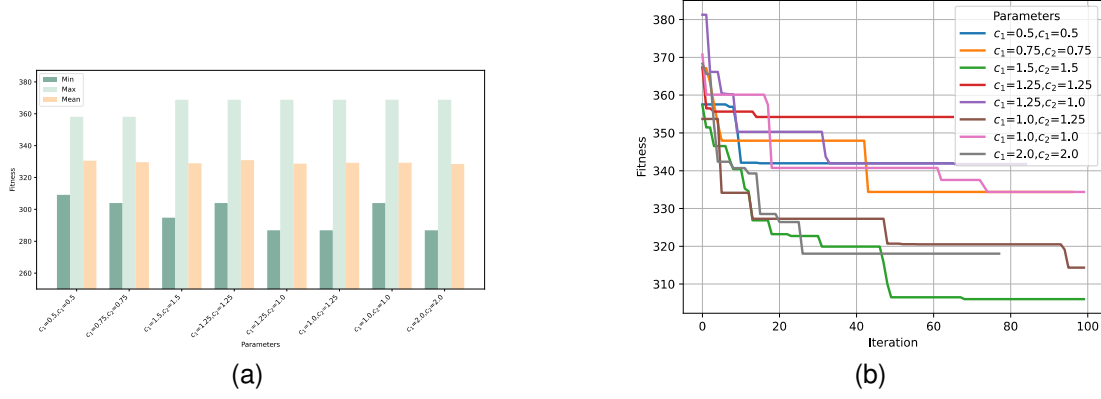 380
360
340
320
300
280
260
Fitness
Min
Max
Mean
c₁=0.5,c₁=0.5
c₁=0.75,c₂=0.75
c₁=1.5,c₂=1.5
c₁=1.25,c₂=1.25
c₁=1.25,c₂=1.0
c₁=1.0,c₂=1.25
c₁=1.0,c₂=1.0
c₁=2.0,c₂=2.0
Parameters
(a)
380
370
360
350
340
330
320
310
Fitness
Parameters
c₁=0.5,c₁=0.5
c₁=0.75,c₂=0.75
c₁=1.5,c₂=1.5
c₁=1.25,c₂=1.25
c₁=1.25,c₂=1.0
c₁=1.0,c₂=1.25
c₁=1.0,c₂=1.0
c₁=2.0,c₂=2.0
0 20 40 60 80 100
Iteration
(b)